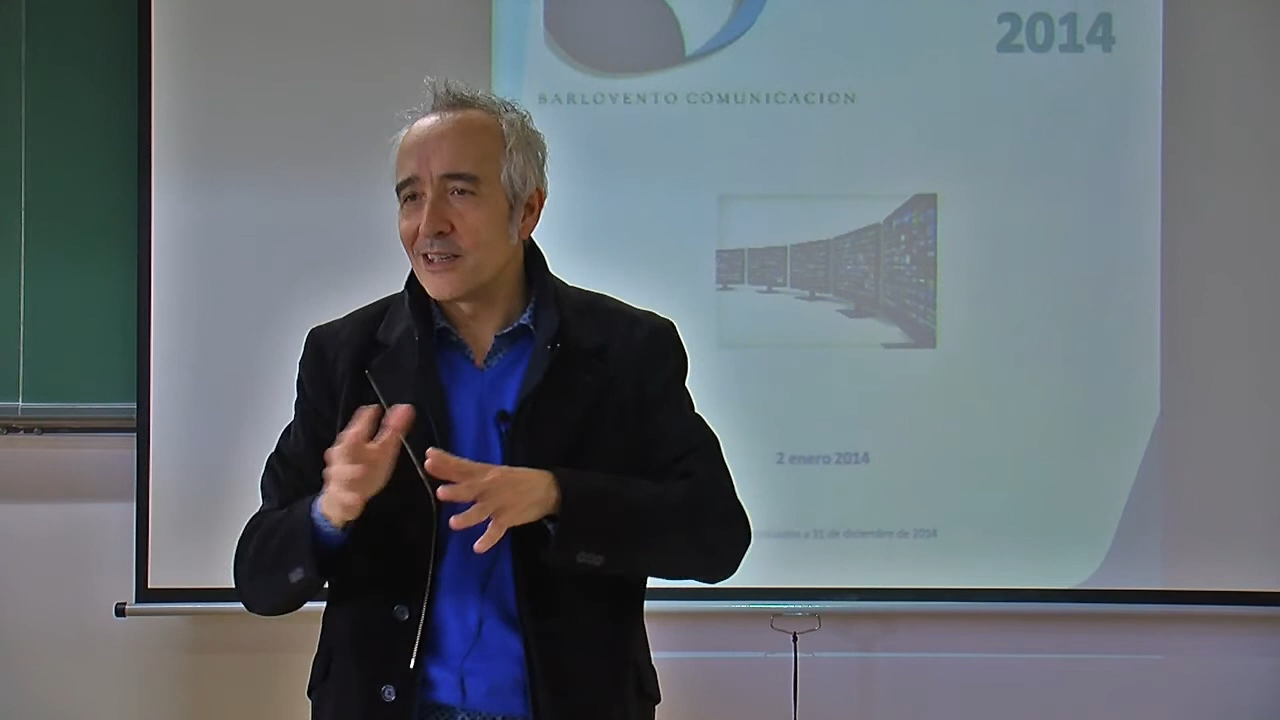 2014
BARLOVENTO COMUNICACION
2 enero 2014
a 31 de diciembre de 2014